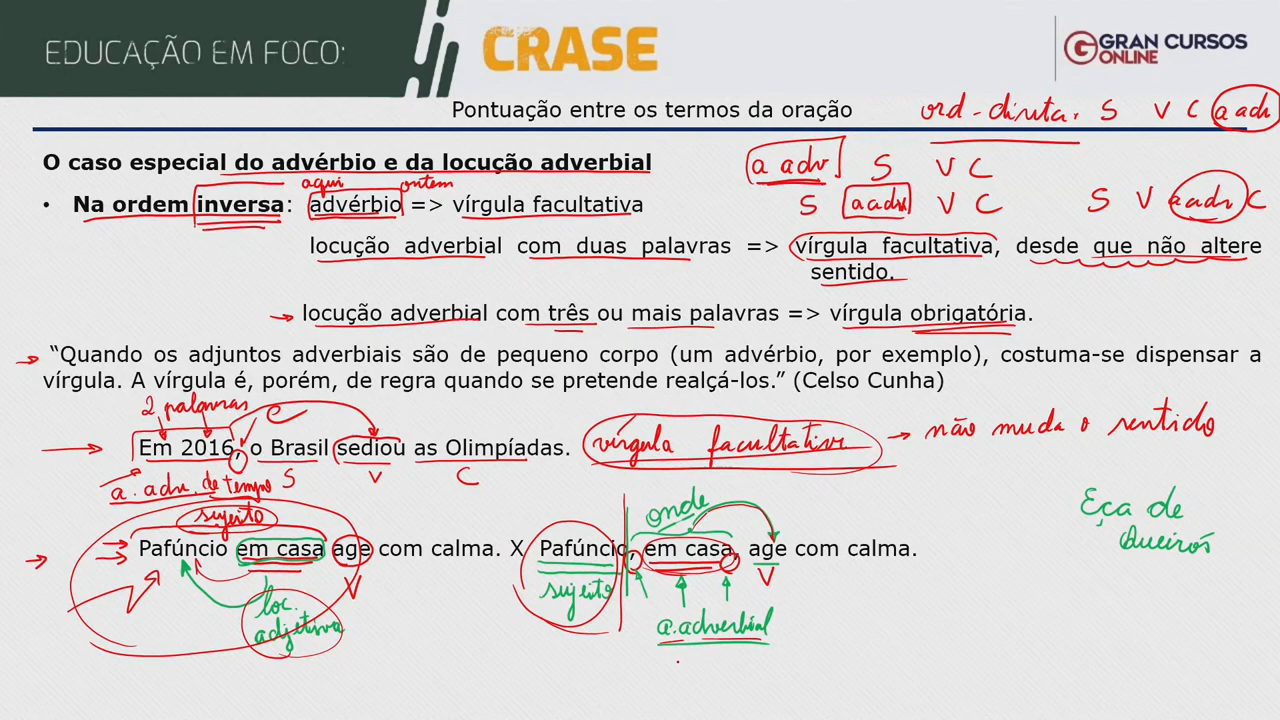 EDUCAÇÃO EM FOCO:
CRASE
GRAN CURSOS
ONLINE
Pontuação entre os termos da oração
ord. direta. S V C a adv
O caso especial do advérbio e da locução adverbial
a adv S V C
aqui ontem
• Na ordem inversa: advérbio => vírgula facultativa
S a adv V C S V a adv C
locução adverbial com duas palavras => vírgula facultativa, desde que não altere
sentido.
locução adverbial com três ou mais palavras => vírgula obrigatória.
“Quando os adjuntos adverbiais são de pequeno corpo (um advérbio, por exemplo), costuma-se dispensar a
vírgula. A vírgula é, porém, de regra quando se pretende realçá-los.” (Celso Cunha)
2 palavras
Em 2016, o Brasil sediou as Olimpíadas. vírgula facultativa → não muda o sentido
a. adv. de tempo S V C
sujeito onde
Eça de
Queirós
Pafúncio em casa age com calma. X Pafúncio, em casa, age com calma.
V sujeito V
loc.
adjetiva
a. adverbial